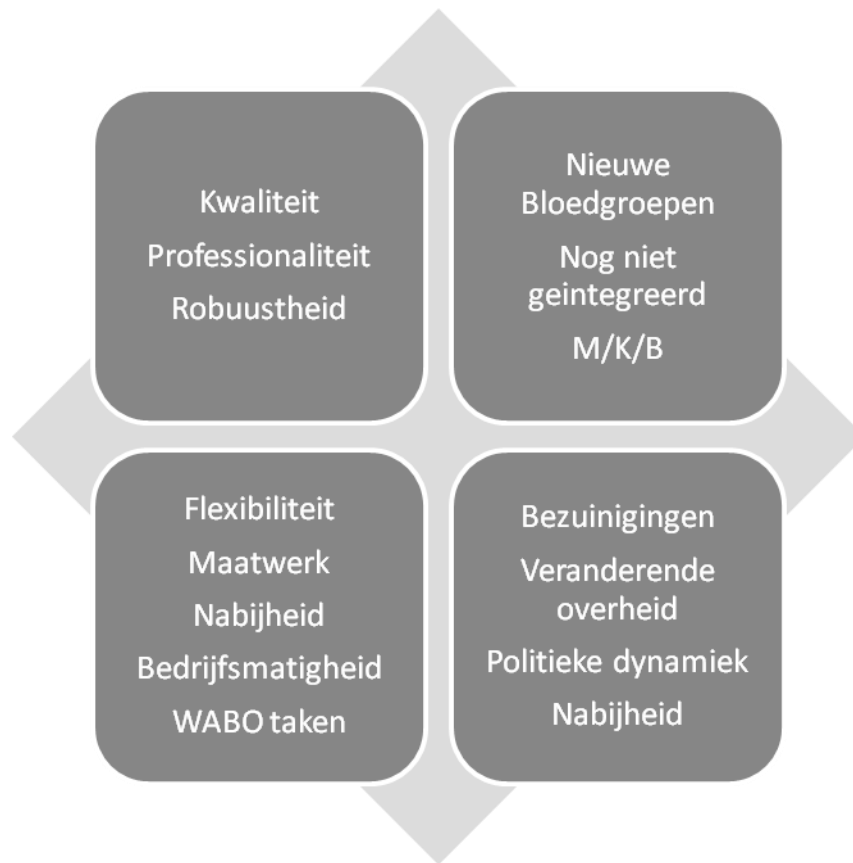 Kwaliteit
Professionaliteit
Robuustheid
Nieuwe
Bloedgroepen
Nog niet
geintegreerd
M/K/B
Flexibiliteit
Maatwerk
Nabijheid
Bedrijfsmatigheid
WABO taken
Bezuinigingen
Veranderende
overheid
Politieke dynamiek
Nabijheid